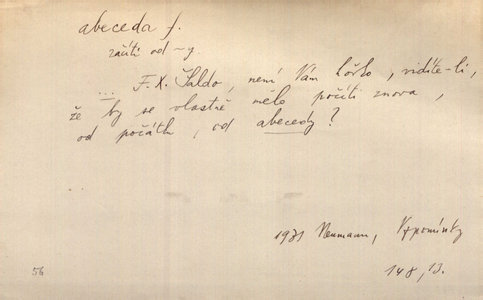 abeceda f.
začíti od ~y.
... F. X. Šaldo, není Vám hořko, vidíte-li,
že by se vlastně mělo počíti znova,
od počátku, od abecedy?
1931 Neumann, Vzpomínky
148, 13.
56